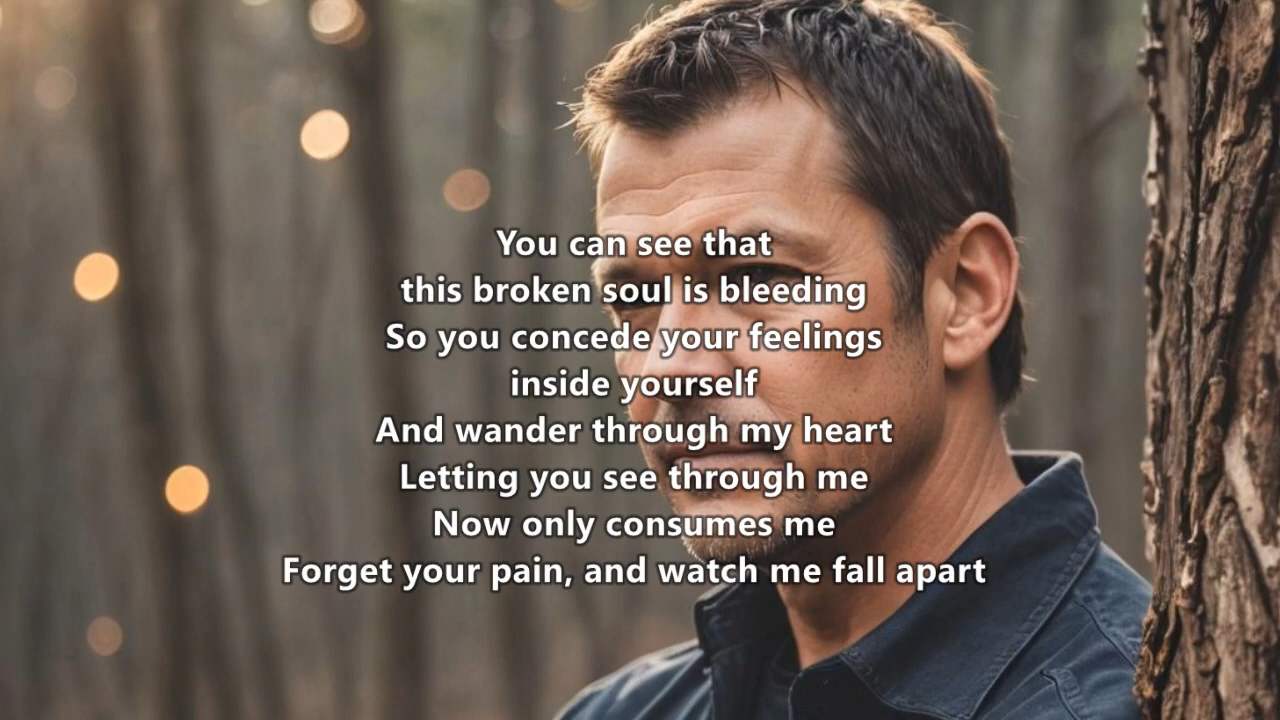 You can see that
this broken soul is bleeding
So you concede your feelings
inside yourself
And wander through my heart
Letting you see through me
Now only consumes me
Forget your pain, and watch me fall apart